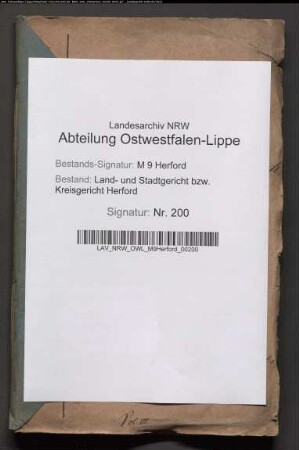 Landesarchiv NRW
Abteilung Ostwestfalen-Lippe
Bestands-Signatur: M 9 Herford
Bestand: Land- und Stadtgericht bzw.
Kreisgericht Herford
Signatur: Nr. 200
LAV_NRW_OWL_M9Herford_00200